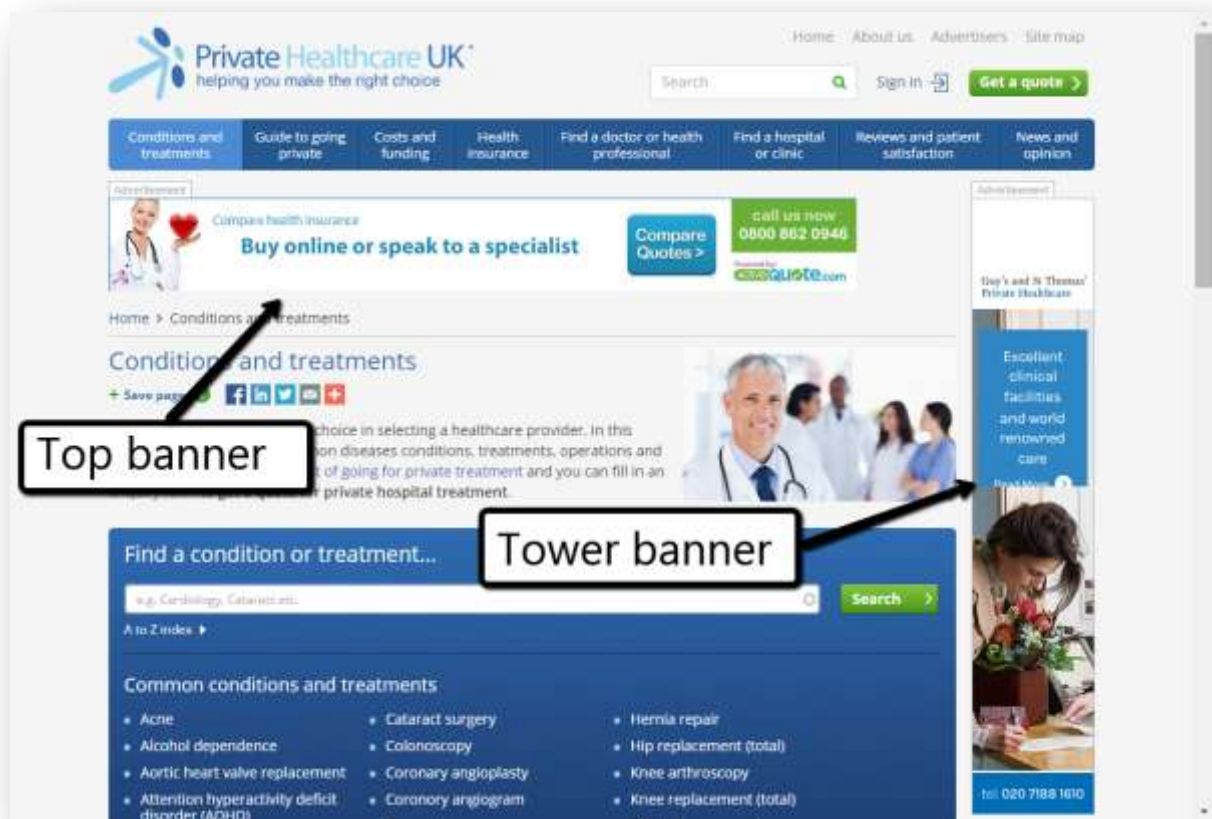 Private Healthcare UK
helping you make the right choice
Home About us Advertisers Site map
Search
Sign in
Get a quote
Conditions and treatments
Guide to going private
Costs and funding
Health insurance
Find a doctor or health professional
Find a hospital or clinic
Reviews and patient satisfaction
News and opinion
Advertisement
Compare health insurance
Buy online or speak to a specialist
Compare Quotes >
call us now
0800 862 0946
Powered by
ACTIVEQUOTE.com
Advertisement
Guy's and St Thomas'
Private Healthcare
Excellent
clinical
facilities
and world
renowned
care
Read More
tel: 020 7188 1610
Home > Conditions and treatments
Conditions and treatments
+ Save page
choice in selecting a healthcare provider. In this
diseases conditions, treatments, operations and
of going for private treatment and you can fill in an
private hospital treatment.
Top banner
Tower banner
Find a condition or treatment...
e.g. Cardiology, Cataract etc.
Search
A to Z index
Common conditions and treatments
• Acne
• Alcohol dependence
• Aortic heart valve replacement
• Attention hyperactivity deficit
disorder (ADHD)
• Cataract surgery
• Colonoscopy
• Coronary angioplasty
• Coronory angiogram
• Hernia repair
• Hip replacement (total)
• Knee arthroscopy
• Knee replacement (total)